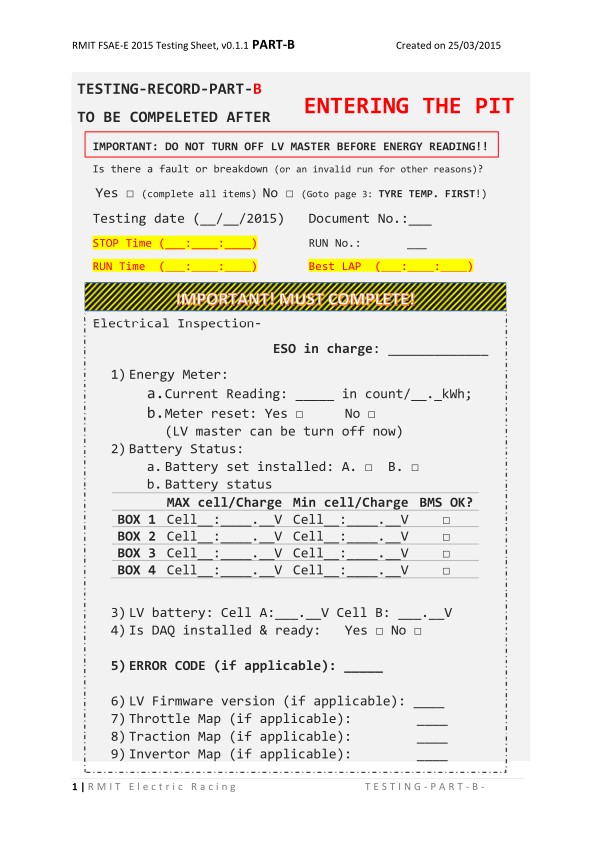 RMIT FSAE-E 2015 Testing Sheet, v0.1.1 PART-B Created on 25/03/2015
TESTING-RECORD-PART-B
ENTERING THE PIT
TO BE COMPELETED AFTER
IMPORTANT: DO NOT TURN OFF LV MASTER BEFORE ENERGY READING!!
Is there a fault or breakdown (or an invalid run for other reasons)?
Yes □ (complete all items) No □ (Goto page 3: TYRE TEMP. FIRST!)
Testing date (__/__/2015) Document No.:___
STOP Time (___:____:____) RUN No.: ___
RUN Time (___:____:____) Best LAP (___:____:____)
IMPORTANT! MUST COMPLETE!
Electrical Inspection-
ESO in charge: _____________
1) Energy Meter:
a. Current Reading: _____ in count/__._kWh;
b. Meter reset: Yes □ No □
(LV master can be turn off now)
2) Battery Status:
a. Battery set installed: A. □ B. □
b. Battery status
MAX cell/Charge Min cell/Charge BMS OK?
BOX 1 Cell__:____.__V Cell__:____.__V □
BOX 2 Cell__:____.__V Cell__:____.__V □
BOX 3 Cell__:____.__V Cell__:____.__V □
BOX 4 Cell__:____.__V Cell__:____.__V □
3) LV battery: Cell A:___.__V Cell B: ___.__V
4) Is DAQ installed & ready: Yes □ No □
5) ERROR CODE (if applicable): _____
6) LV Firmware version (if applicable): ____
7) Throttle Map (if applicable): ____
8) Traction Map (if applicable): ____
9) Invertor Map (if applicable): ____
1 | RMIT Electric Racing TESTING-PART-B-